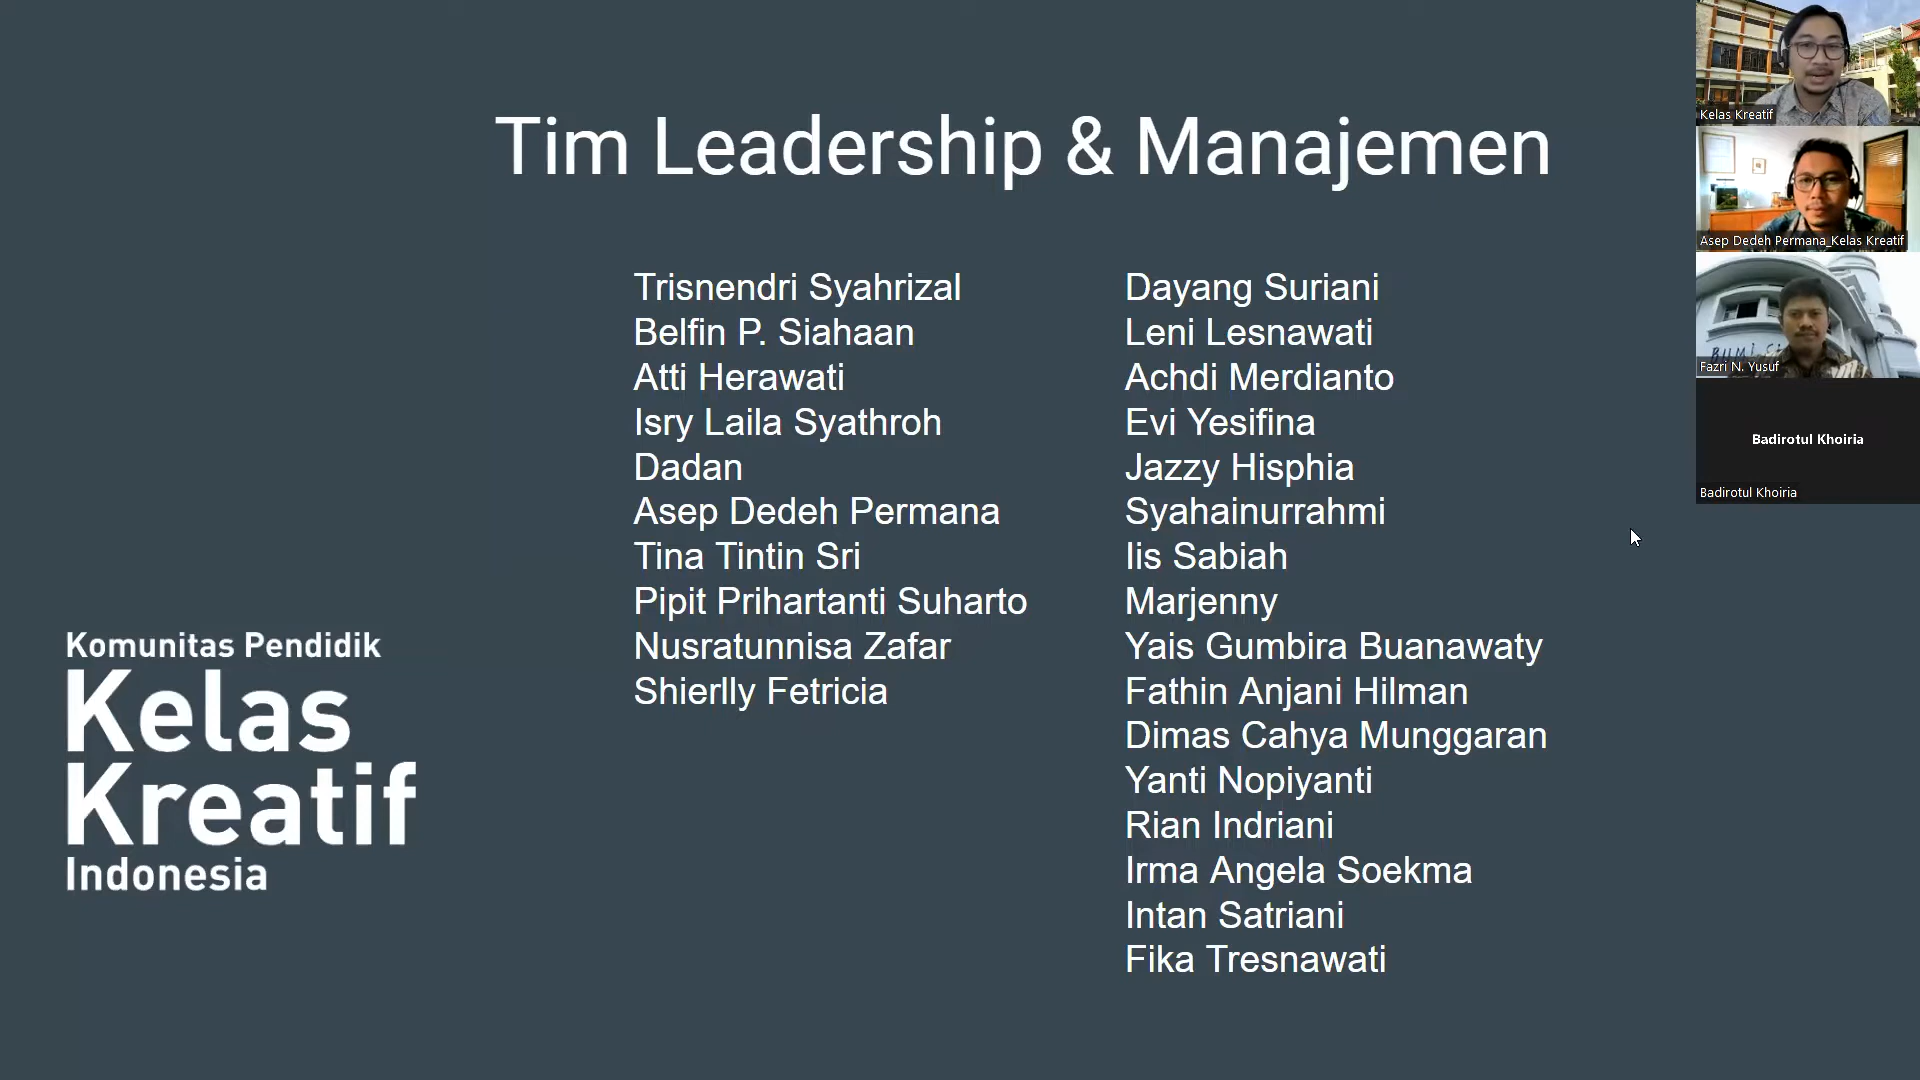 Tim Leadership & Manajemen
Trisnendri Syahrizal
Belfin P. Siahaan
Atti Herawati
Isry Laila Syathroh
Dadan
Asep Dedeh Permana
Tina Tintin Sri
Pipit Prihartanti Suharto
Nusratunnisa Zafar
Shierlly Fetricia
Dayang Suriani
Leni Lesnawati
Achdi Merdianto
Evi Yesifina
Jazzy Hisphia
Syahainurrahmi
Iis Sabiah
Marjenny
Yais Gumbira Buanawaty
Fathin Anjani Hilman
Dimas Cahya Munggaran
Yanti Nopiyanti
Rian Indriani
Irma Angela Soekma
Intan Satriani
Fika Tresnawati
Komunitas Pendidik
Kelas
Kreatif
Indonesia
Kelas Kreatif
Asep Dedeh Permana_Kelas Kreatif
Fazri N. Yusuf
Badirotul Khoiria
Badirotul Khoiria